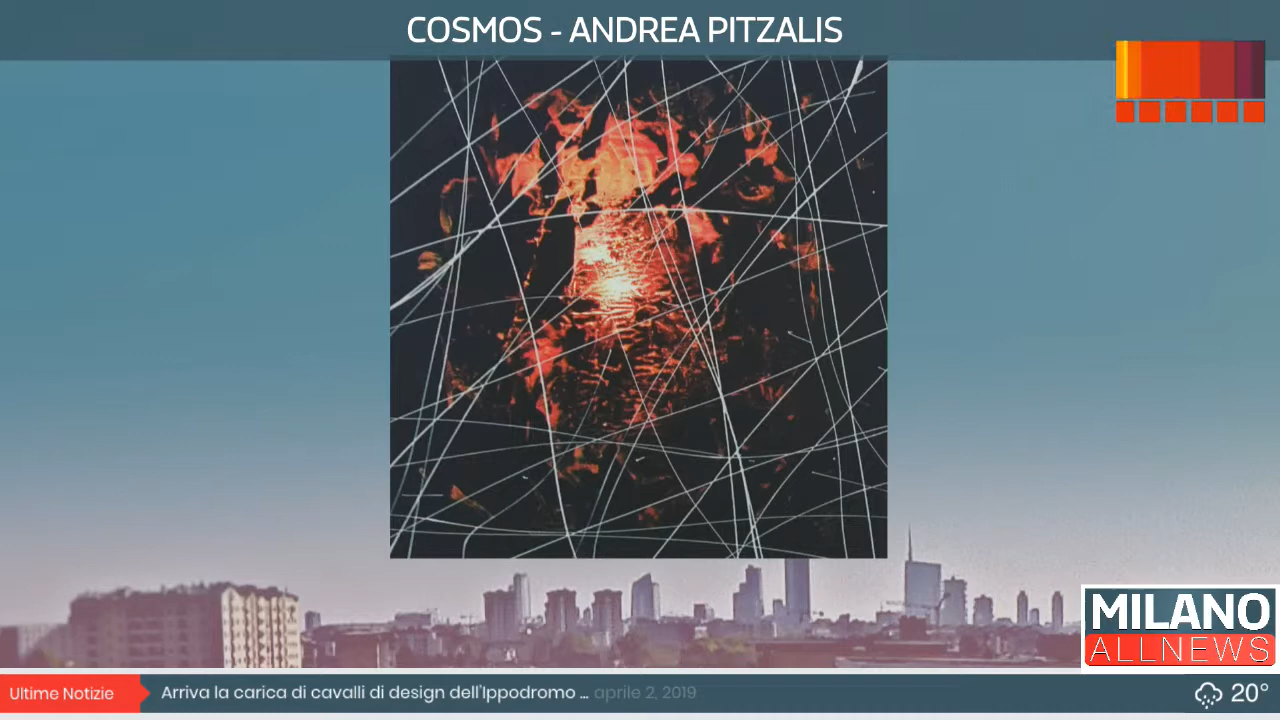 COSMOS - ANDREA PITZALIS
MILANO
ALLNEWS
Ultime Notizie
Arriva la carica di cavalli di design dell'Ippodromo ... aprile 2, 2019
20°